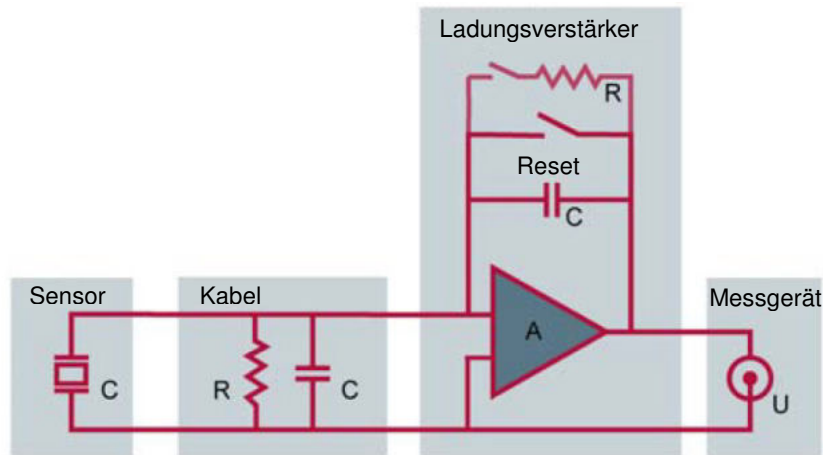 Ladungsverstärker
R
Reset
C
Sensor
Kabel
Messgerät
A
C
R
C
U